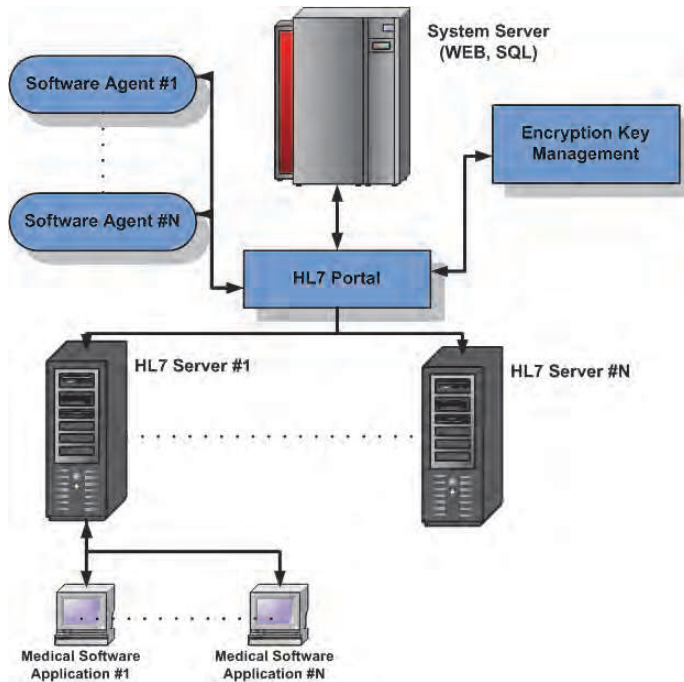 System Server
(WEB, SQL)
Software Agent #1
Encryption Key
Management
Software Agent #N
HL7 Portal
HL7 Server #1
HL7 Server #N
Medical Software
Application #1
Medical Software
Application #N